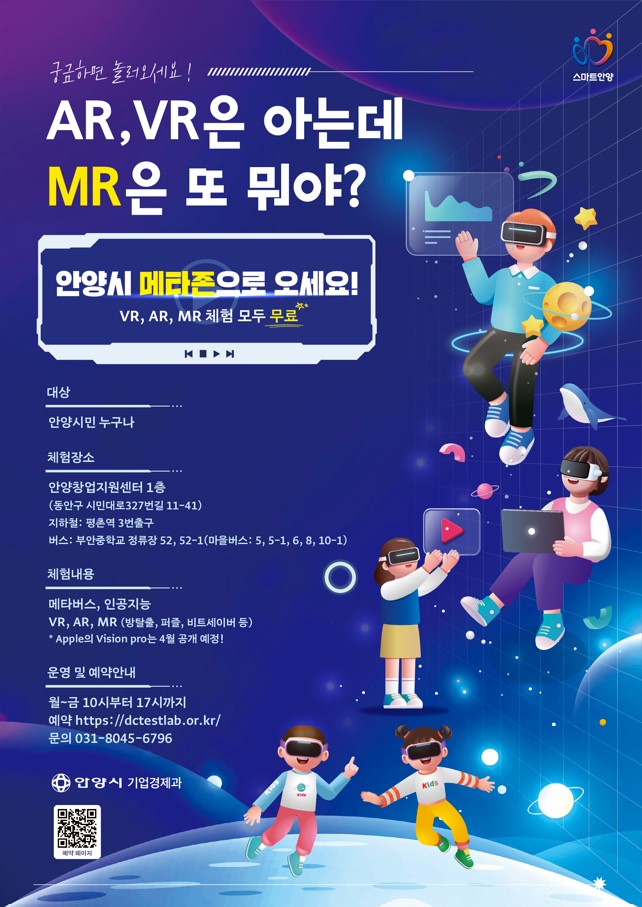 궁금하면 놀러오세요!
스마트안양
AR,VR은 아는데
MR은 또 뭐야?
안양시 메타존으로 오세요!
VR, AR, MR 체험 모두 무료
대상
안양시민 누구나
체험장소
안양창업지원센터 1층
(동안구 시민대로327번길 11-41)
지하철: 평촌역 3번출구
버스: 부안중학교 정류장 52, 52-1(마을버스: 5, 5-1, 6, 8, 10-1)
체험내용
메타버스, 인공지능
VR, AR, MR (방탈출, 퍼즐, 비트세이버 등)
* Apple의 Vision pro는 4월 공개 예정!
운영 및 예약안내
월~금 10시부터 17시까지
예약 https://dctestlab.or.kr/
문의 031-8045-6796
안양시 기업경제과
예약 페이지
Kids
Kids
Kids